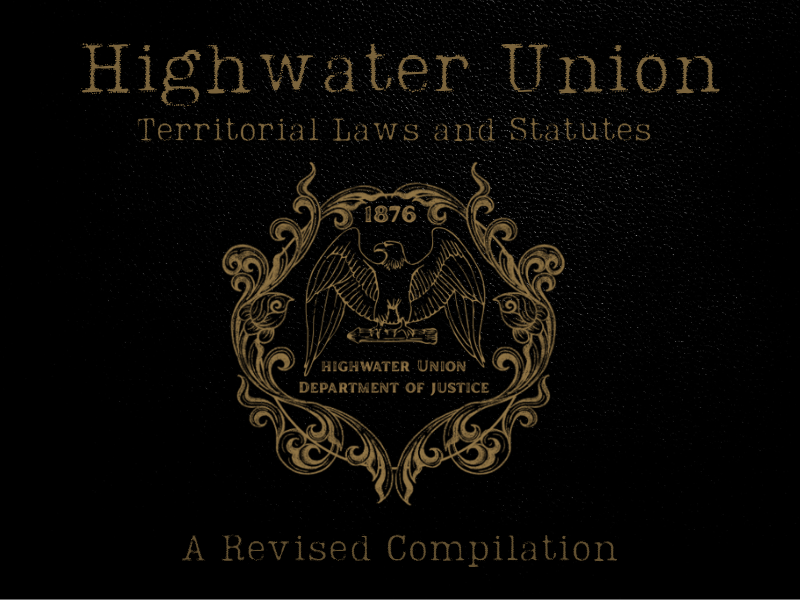 Highwater Union
Territorial Laws and Statutes
1876
HIGHWATER UNION
DEPARTMENT OF JUSTICE
A Revised Compilation